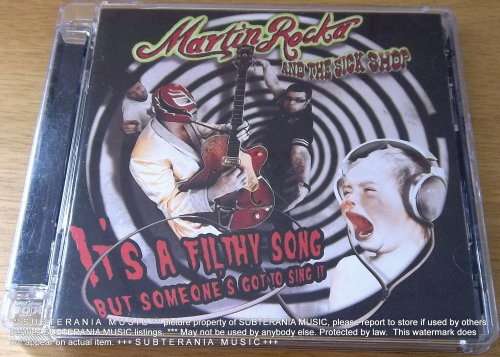 Martin Rocka
AND THE SICK SHOP
IT'S A FILTHY SONG
BUT SOMEONE'S GOT TO SING IT
SUBTERANIA MUSIC *** picture property of SUBTERANIA MUSIC, please report to store if used by others
SUBTERANIA MUSIC listings. *** May not be used by anybody else. Protected by law. This watermark does
appear on actual item. +++ SUBTERANIA MUSIC +++